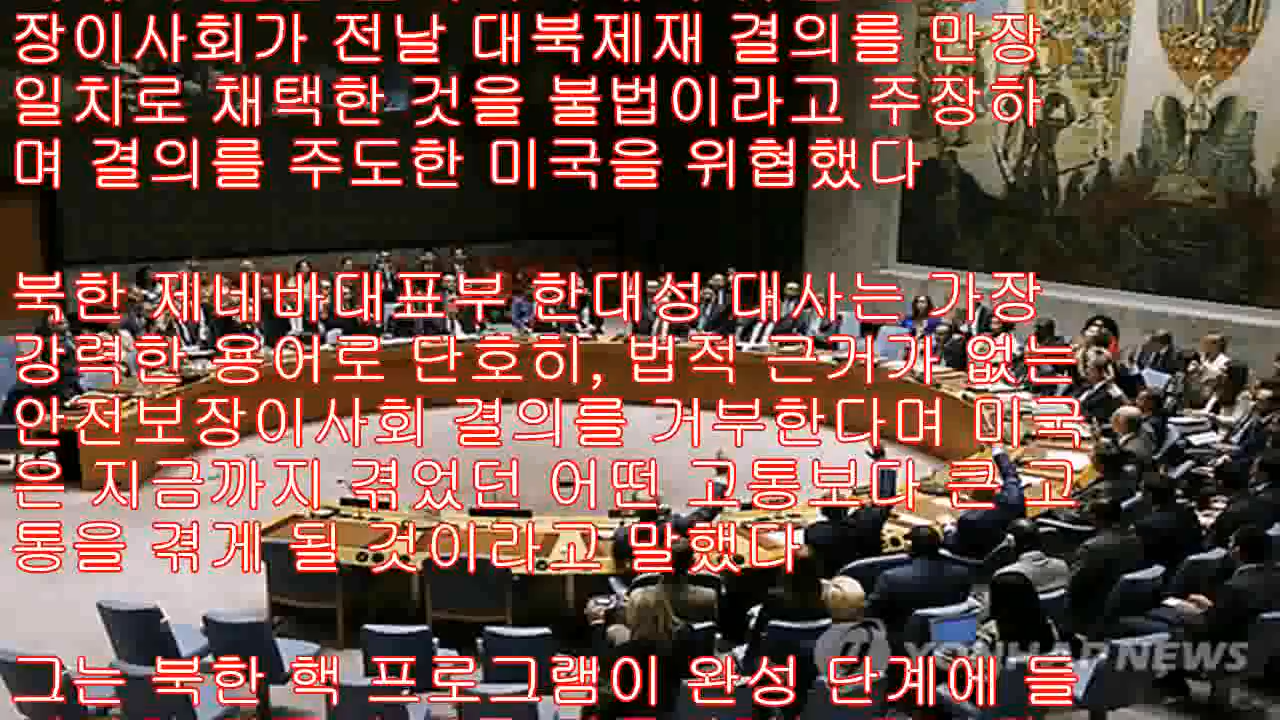 장이사회가 전날 대북제재 결의를 만장
일치로 채택한 것을 불법이라고 주장하
며 결의를 주도한 미국을 위협했다
북한 제네바대표부 한대성 대사는 가장
강력한 용어로 단호히, 법적 근거가 없는
안전보장이사회 결의를 거부한다며 미국
은 지금까지 겪었던 어떤 고통보다 큰 고
통을 겪게 될 것이라고 말했다
그는 북한 핵 프로그램이 완성 단계에 들
YONHAP NEWS